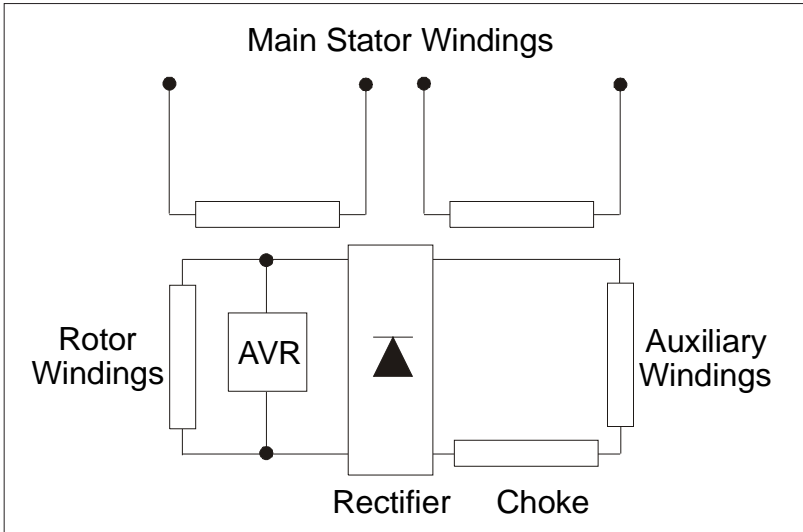 Main Stator Windings
Rotor
Windings
AVR
Auxiliary
Windings
Rectifier
Choke